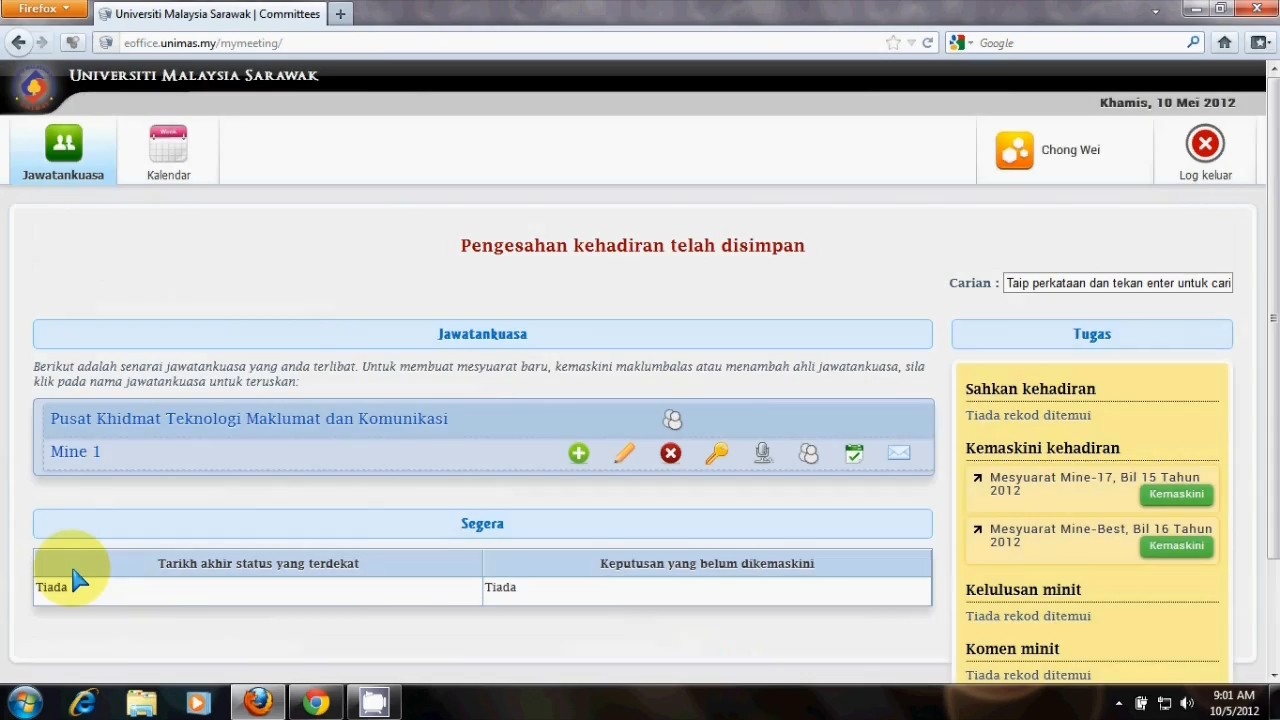 Firefox
Universiti Malaysia Sarawak | Committees
eoffice.unimas.my/mymeeting/
Google
UNIVERSITI MALAYSIA SARAWAK
Khamis, 10 Mei 2012
Jawatankuasa
Week
Kalendar
Chong Wei
Log keluar
Pengesahan kehadiran telah disimpan
Carian :
Taip perkataan dan tekan enter untuk cari
Jawatankuasa
Berikut adalah senarai jawatankuasa yang anda terlibat. Untuk membuat mesyuarat baru, kemaskini maklumbalas atau menambah ahli jawatankuasa, sila
klik pada nama jawatankuasa untuk teruskan:
Pusat Khidmat Teknologi Maklumat dan Komunikasi
Mine 1
Segera
Tarikh akhir status yang terdekat
Keputusan yang belum dikemaskini
Tiada
Tiada
Tugas
Sahkan kehadiran
Tiada rekod ditemui
Kemaskini kehadiran
Mesyuarat Mine-17, Bil 15 Tahun
2012
Kemaskini
Mesyuarat Mine-Best, Bil 16 Tahun
2012
Kemaskini
Kelulusan minit
Tiada rekod ditemui
Komen minit
Tiada rekod ditemui
9:01 AM
10/5/2012